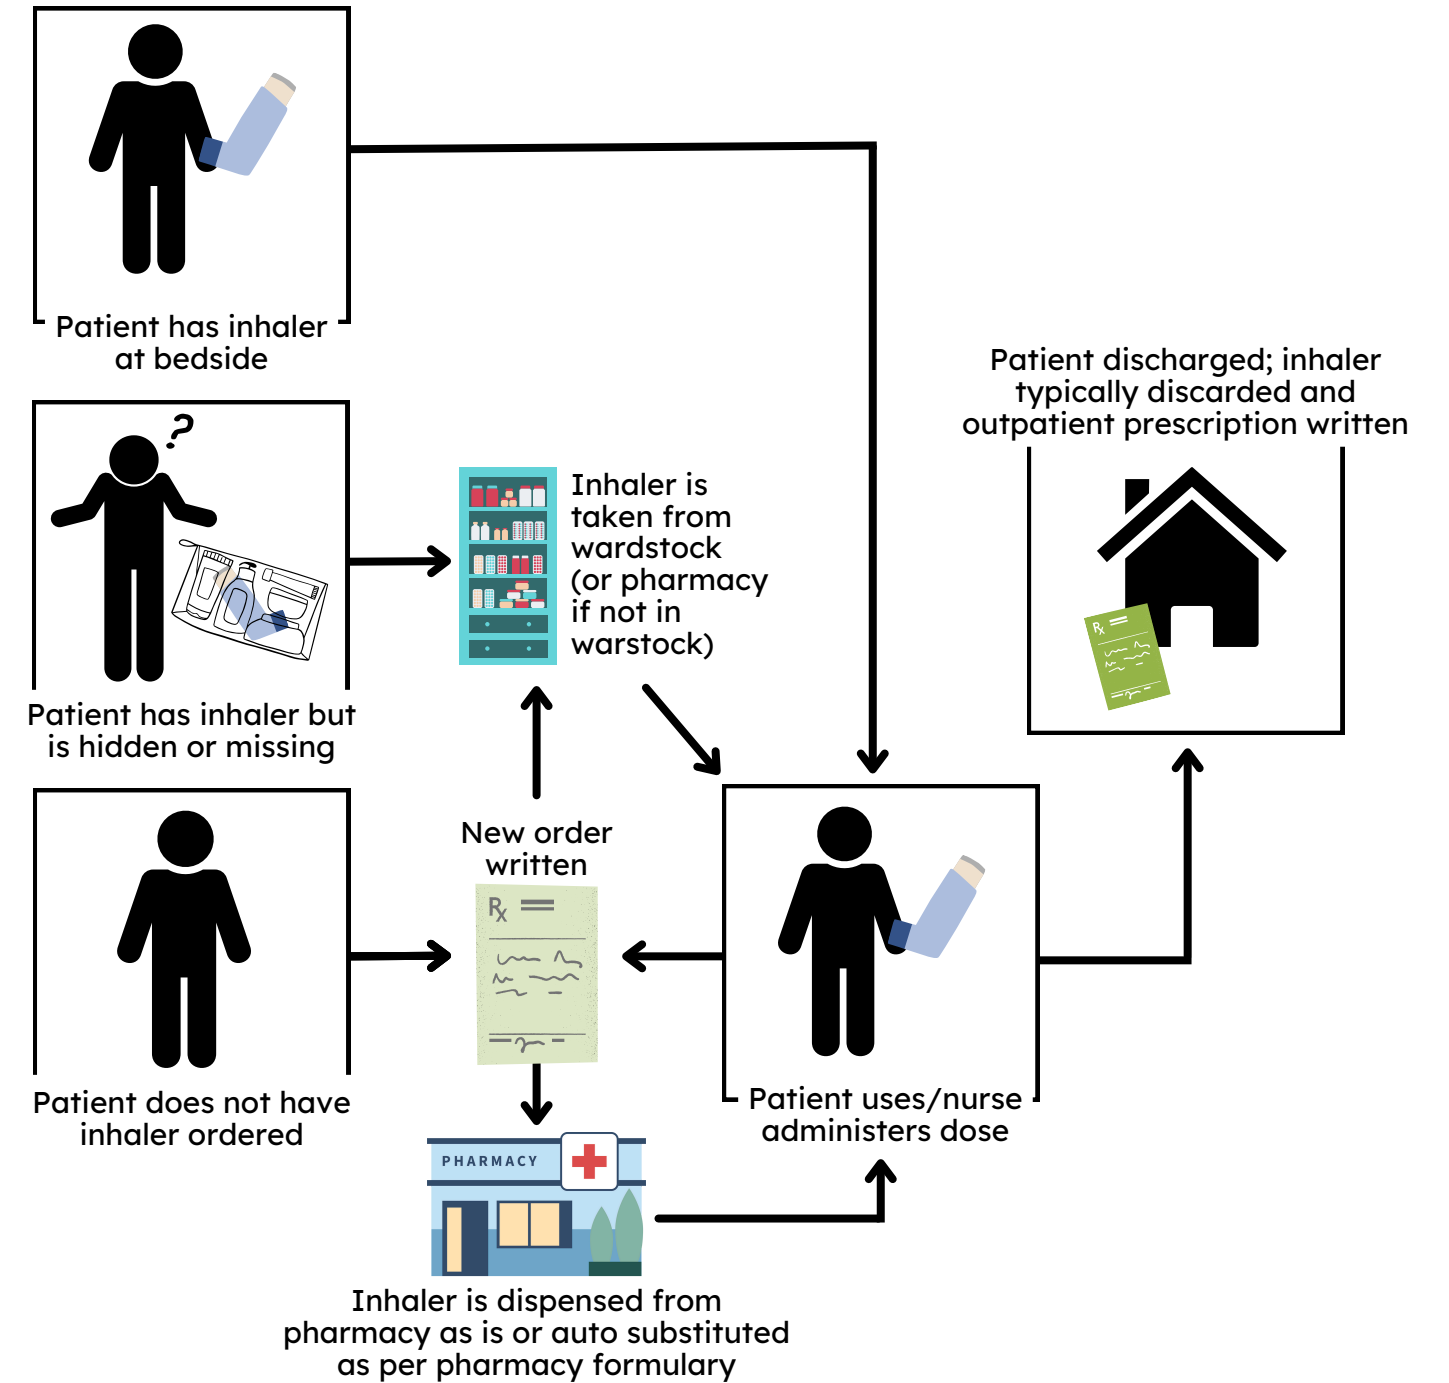 Patient has inhaler
at bedside
?
Patient has inhaler but
is hidden or missing
Inhaler is
taken from
wardstock
(or pharmacy
if not in
warstock)
Patient discharged; inhaler
typically discarded and
outpatient prescription written
Rx
Patient does not have
inhaler ordered
New order
written
Rx
Patient uses/nurse
administers dose
PHARMACY
Inhaler is dispensed from
pharmacy as is or auto substituted
as per pharmacy formulary